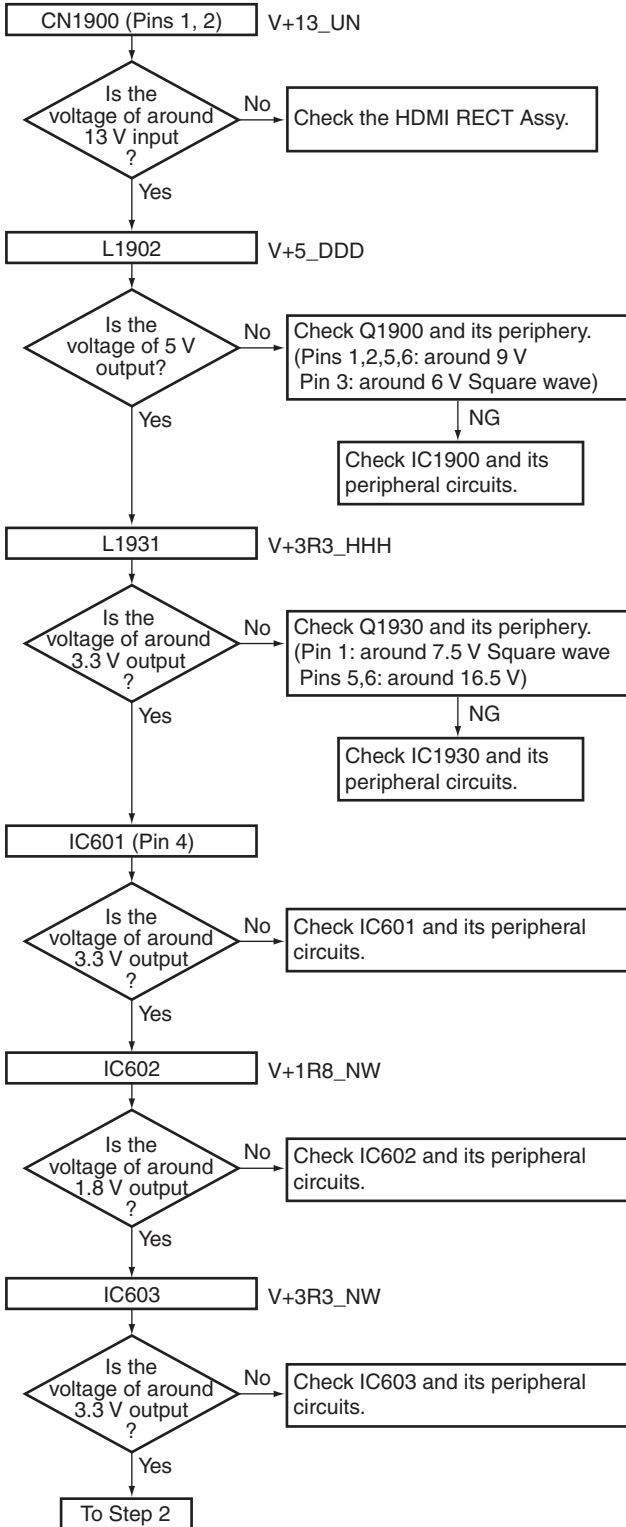 CN1900 (Pins 1, 2)
V+13_UN
Is the
voltage of around
13 V input
?
No
Check the HDMI RECT Assy.
Yes
L1902
V+5_DDD
Is the
voltage of 5 V
output?
No
Check Q1900 and its periphery.
(Pins 1,2,5,6: around 9 V
Pin 3: around 6 V Square wave)
Yes
NG
Check IC1900 and its
peripheral circuits.
L1931
V+3R3_HHH
Is the
voltage of around
3.3 V output
?
No
Check Q1930 and its periphery.
(Pin 1: around 7.5 V Square wave
Pins 5,6: around 16.5 V)
Yes
NG
Check IC1930 and its
peripheral circuits.
IC601 (Pin 4)
Is the
voltage of around
3.3 V output
?
No
Check IC601 and its peripheral
circuits.
Yes
IC602
V+1R8_NW
Is the
voltage of around
1.8 V output
?
No
Check IC602 and its peripheral
circuits.
Yes
IC603
V+3R3_NW
Is the
voltage of around
3.3 V output
?
No
Check IC603 and its peripheral
circuits.
Yes
To Step 2